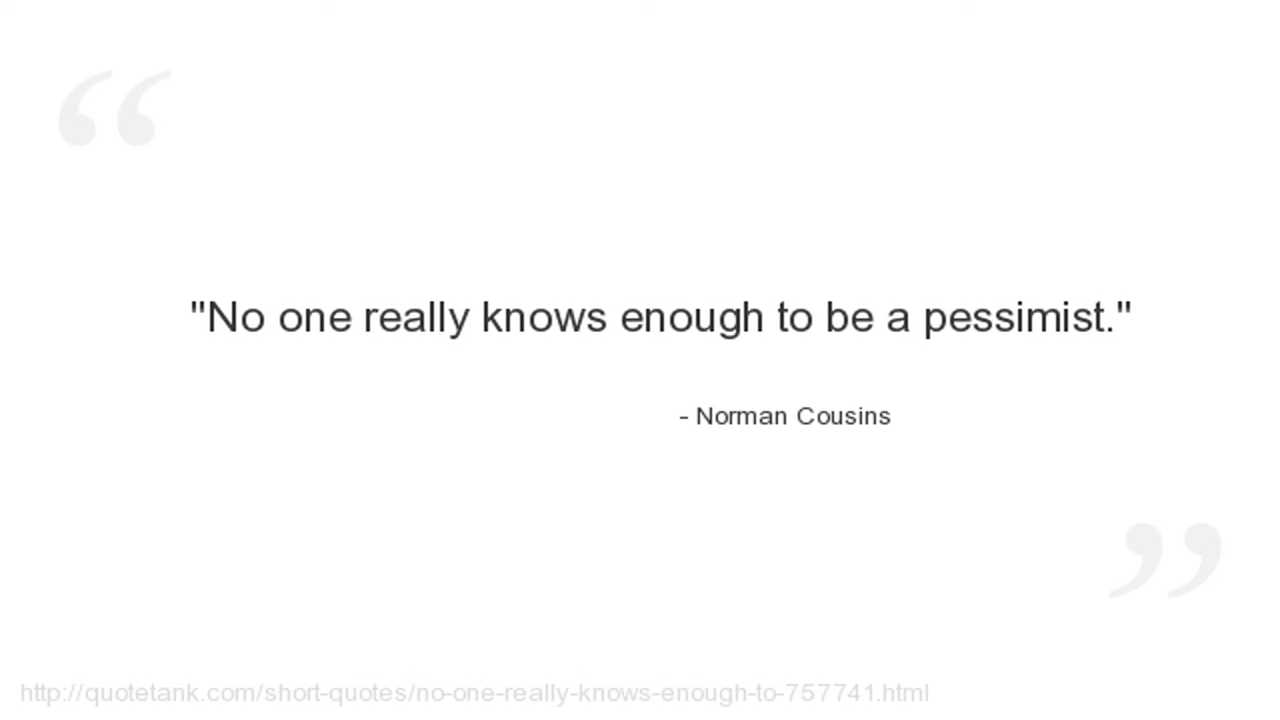 "No one really knows enough to be a pessimist."
- Norman Cousins
http://quotetank.com/short-quotes/no-one-really-knows-enough-to-757741.html